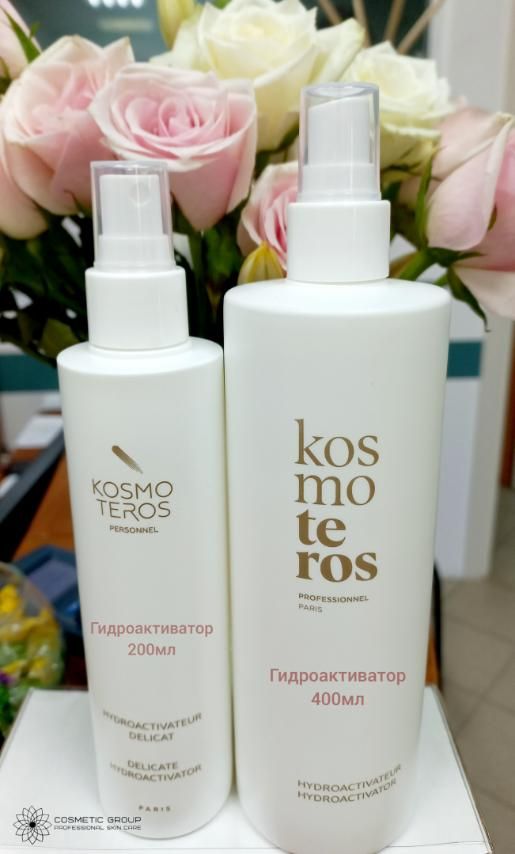 KOSMO
TEROS
PERSONNEL
Гидроактиватор
200мл
HYDROACTIVATEUR
DELICAT
DELICATE
HYDROACTIVATOR
PARIS
kos
mo
te
ros
PROFESSIONNEL
PARIS
Гидроактиватор
400мл
HYDROACTIVATEUR
HYDROACTIVATOR
COSMETIC GROUP
PROFESSIONAL SKIN CARE